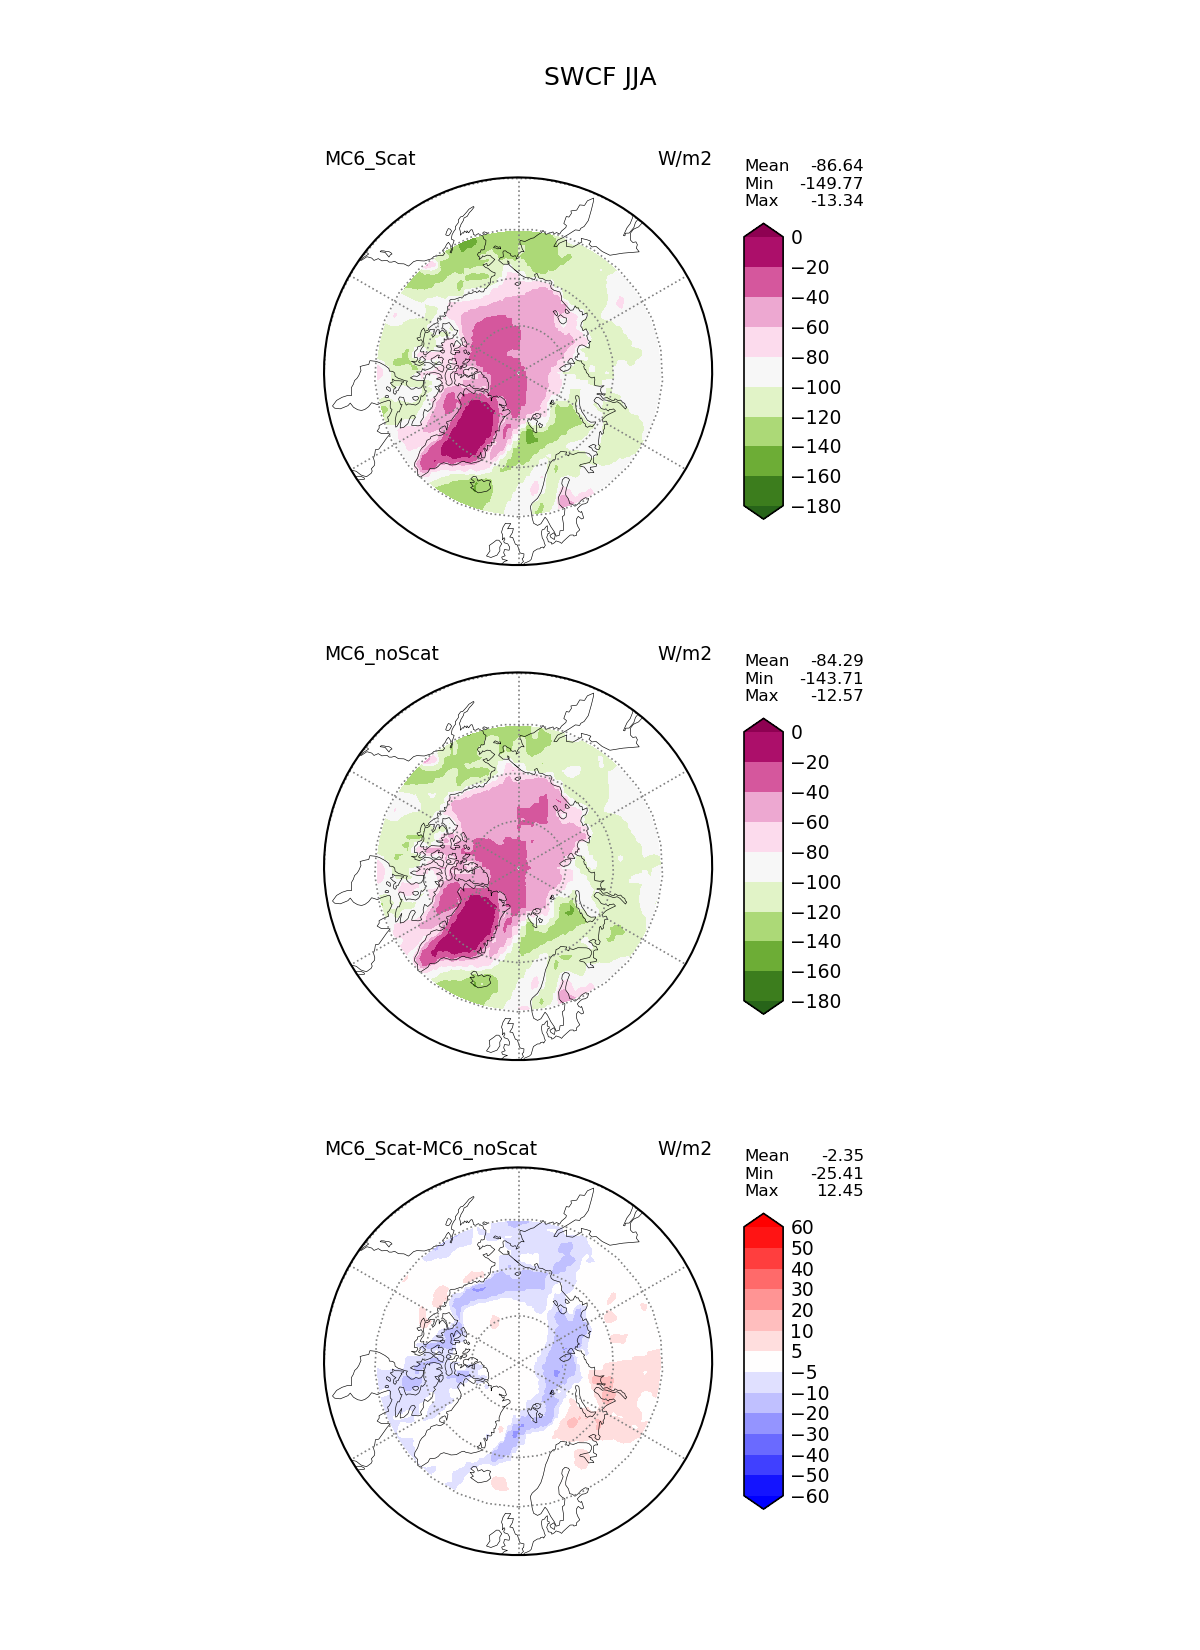 SWCF JJA
MC6_Scat W/m2
Mean -86.64
Min -149.77
Max -13.34
0
−20
−40
−60
−80
−100
−120
−140
−160
−180
MC6_noScat W/m2
Mean -84.29
Min -143.71
Max -12.57
0
−20
−40
−60
−80
−100
−120
−140
−160
−180
MC6_Scat-MC6_noScat W/m2
Mean -2.35
Min -25.41
Max 12.45
60
50
40
30
20
10
5
−5
−10
−20
−30
−40
−50
−60